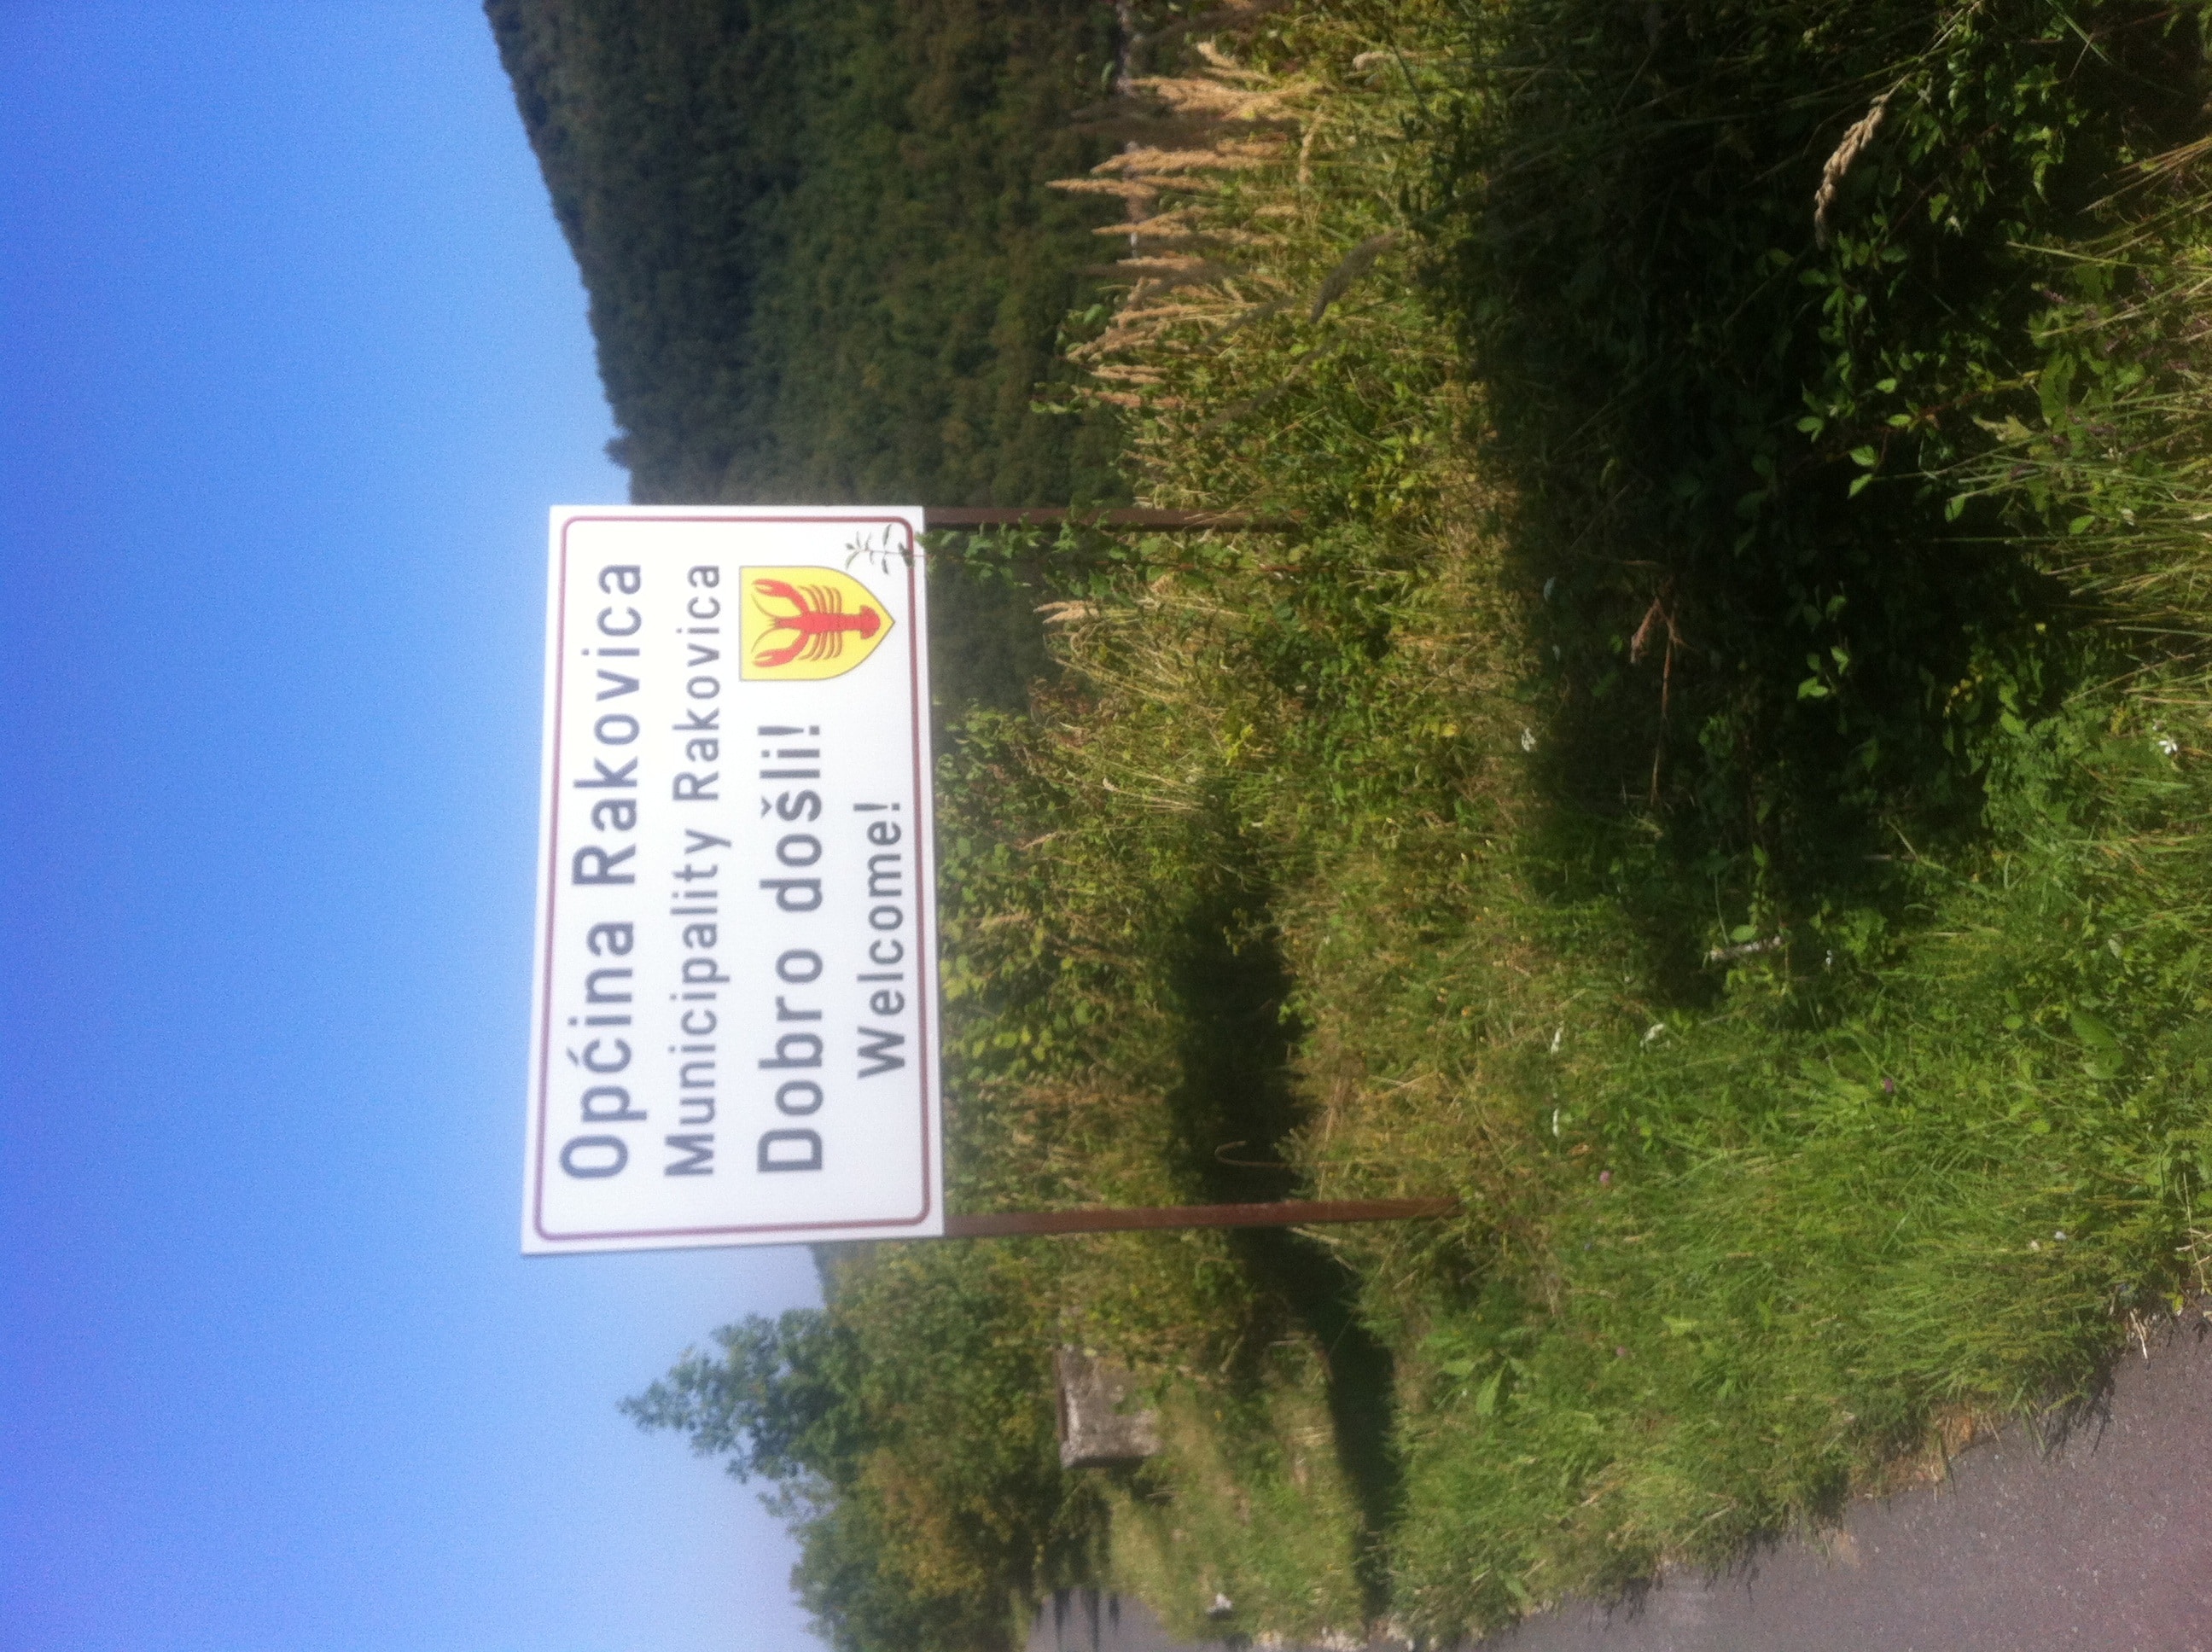 Općina Rakovica
Municipality Rakovica
Dobro došli!
Welcome!